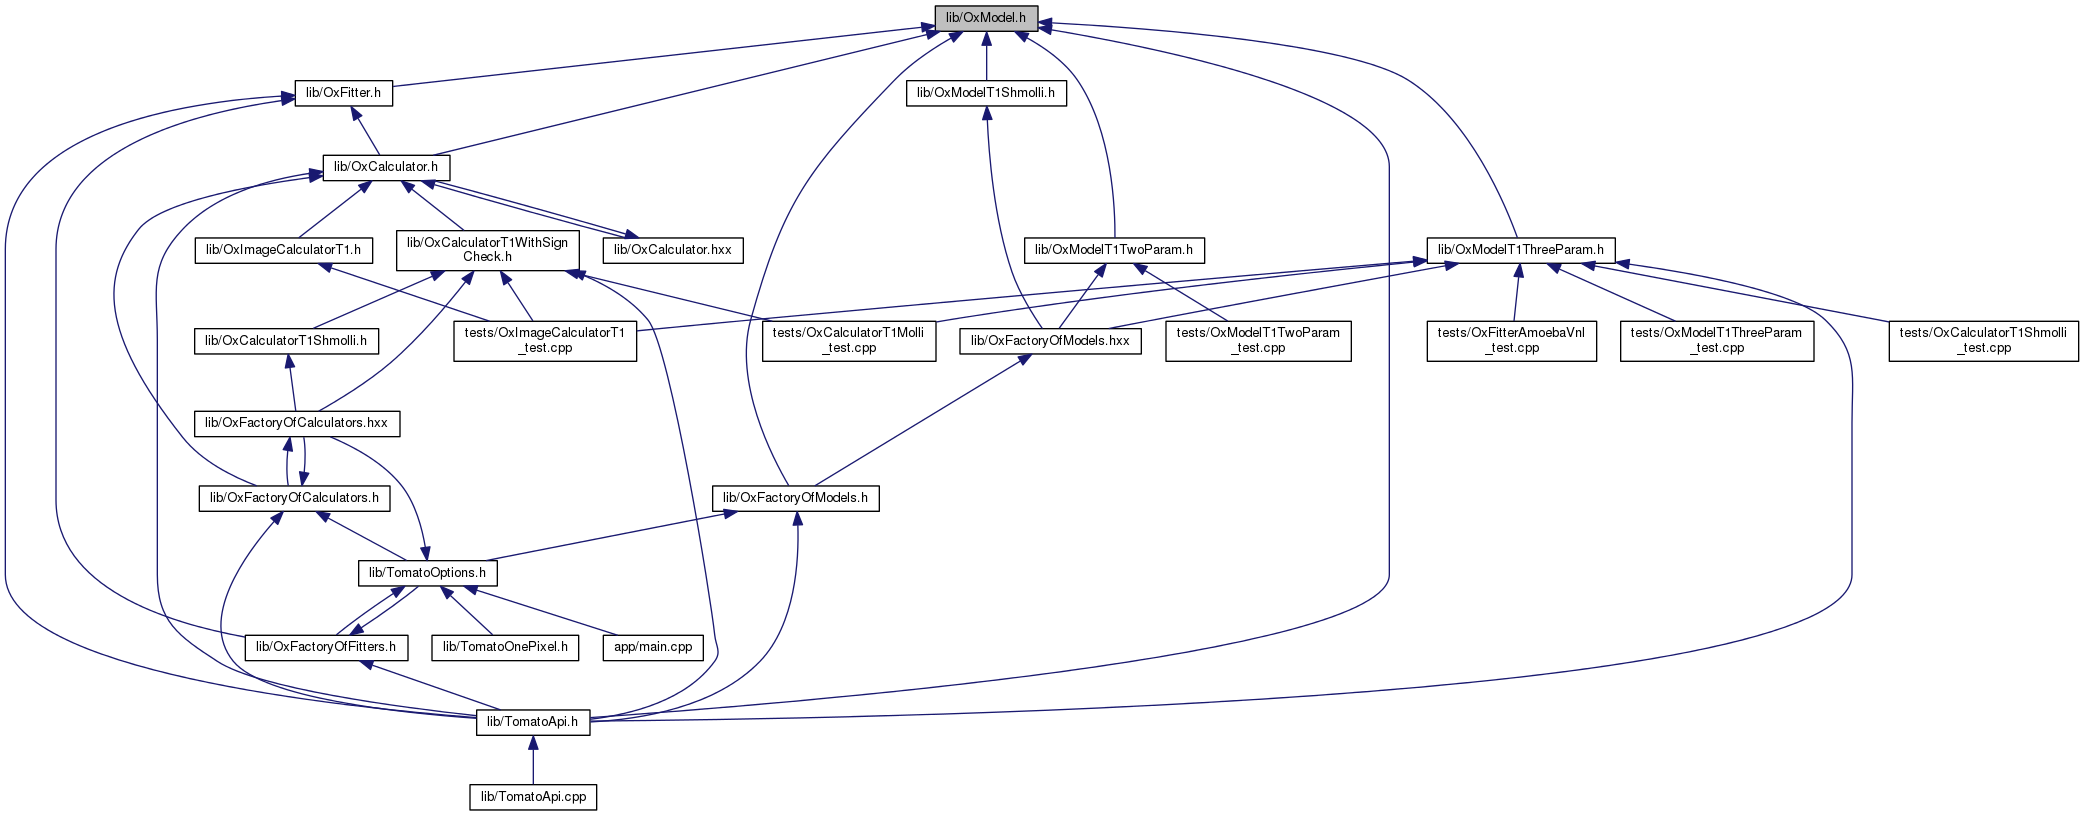 lib/OxModel.h
lib/OxFitter.h
lib/OxModelT1Shmolli.h
lib/OxCalculator.h
lib/OxImageCalculatorT1.h
lib/OxCalculatorT1WithSign
Check.h
lib/OxCalculator.hxx
lib/OxModelT1TwoParam.h
lib/OxModelT1ThreeParam.h
lib/OxCalculatorT1Shmolli.h
tests/OxImageCalculatorT1
_test.cpp
tests/OxCalculatorT1Molli
_test.cpp
lib/OxFactoryOfModels.hxx
tests/OxModelT1TwoParam
_test.cpp
tests/OxFitterAmoebaVnl
_test.cpp
tests/OxModelT1ThreeParam
_test.cpp
tests/OxCalculatorT1Shmolli
_test.cpp
lib/OxFactoryOfCalculators.hxx
lib/OxFactoryOfCalculators.h
lib/OxFactoryOfModels.h
lib/TomatoOptions.h
lib/OxFactoryOfFitters.h
lib/TomatoOnePixel.h
app/main.cpp
lib/TomatoApi.h
lib/TomatoApi.cpp